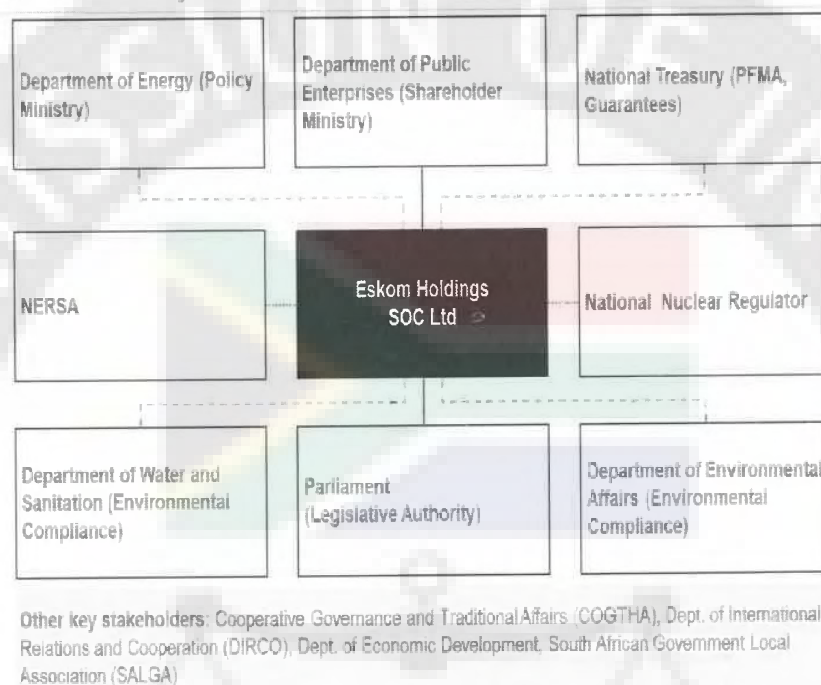 Department of Energy (Policy
Ministry)
Department of Public
Enterprises (Shareholder
Ministry)
National Treasury (PFMA,
Guarantees)
NERSA
Eskom Holdings
SOC Ltd
National Nuclear Regulator
Department of Water and
Sanitation (Environmental
Compliance)
Parliament
(Legislative Authority)
Department of Environmental
Affairs (Environmental
Compliance)
Other key stakeholders: Cooperative Governance and Traditional Affairs (COGTHA), Dept. of International
Relations and Cooperation (DIRCO), Dept. of Economic Development, South African Government Local
Association (SALGA)